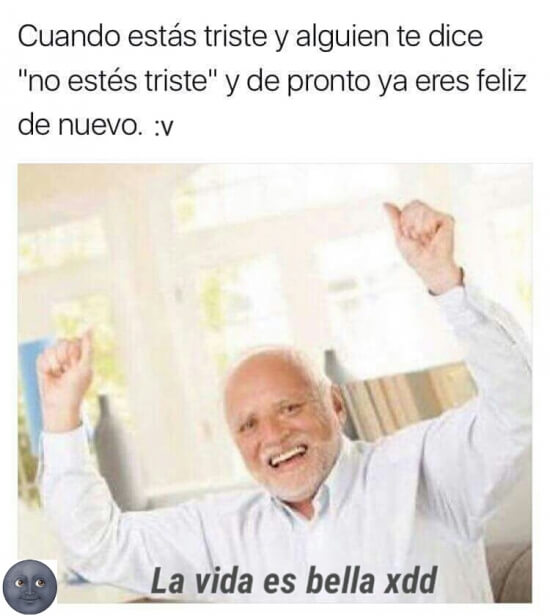 Cuando estás triste y alguien te dice
"no estés triste" y de pronto ya eres feliz
de nuevo. :v
La vida es bella xdd